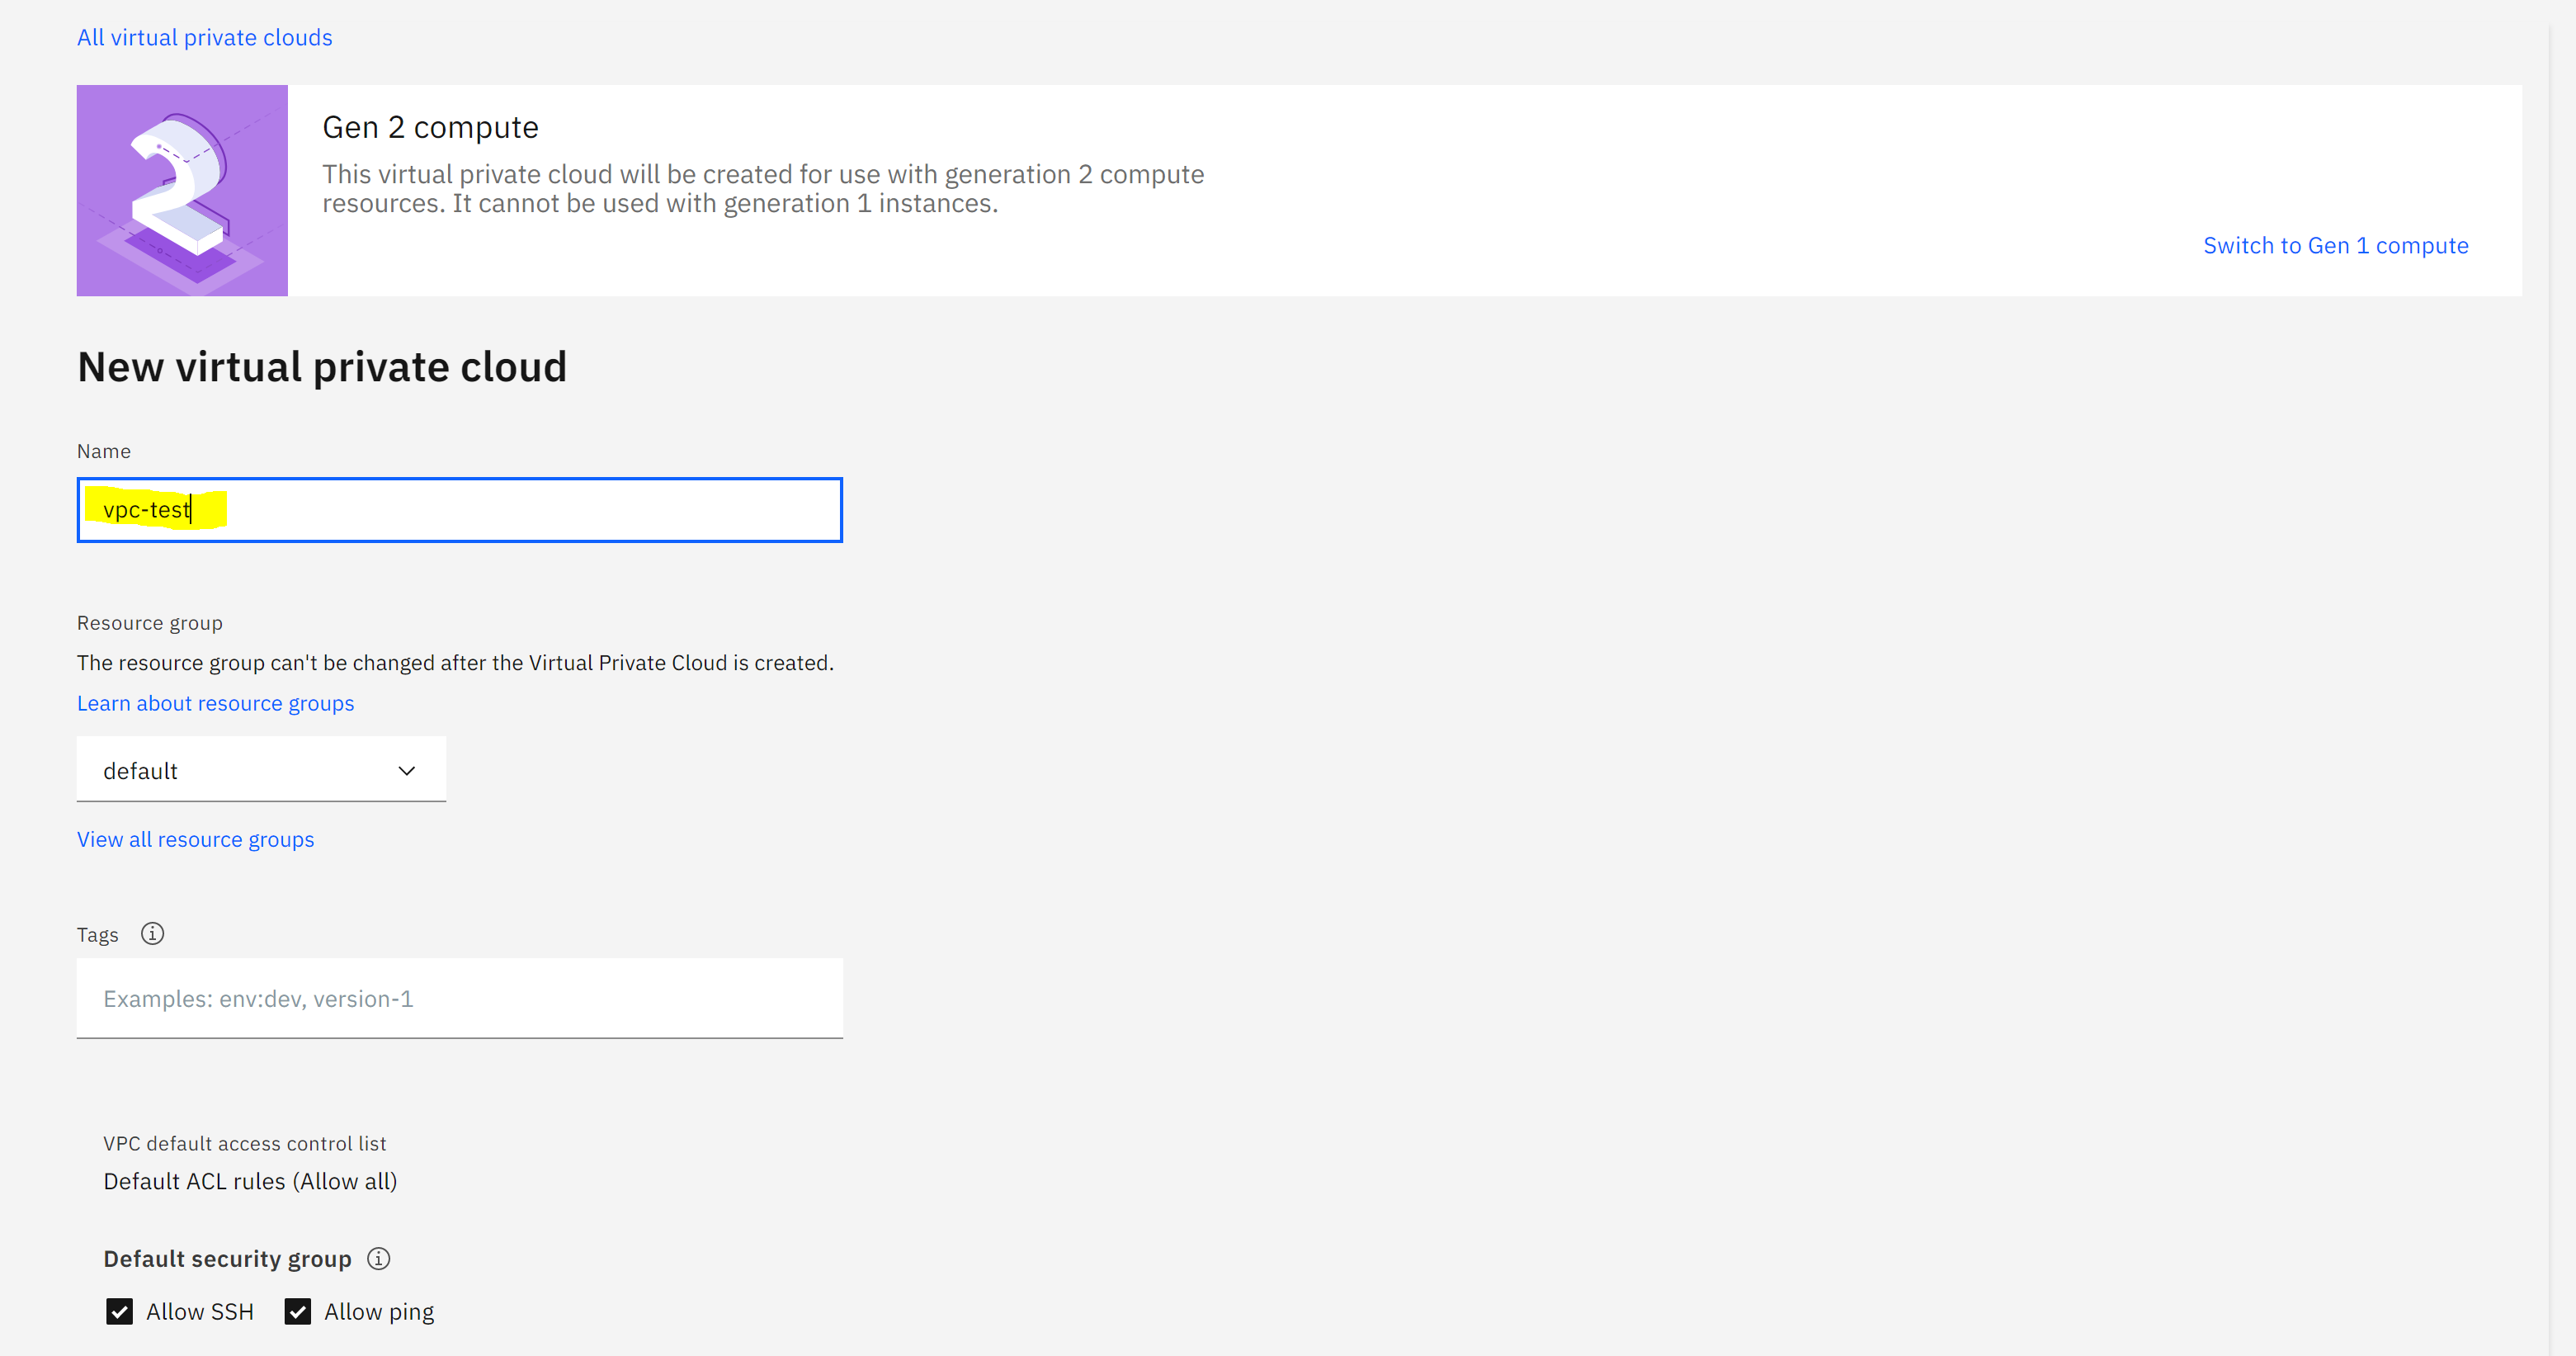 All virtual private clouds
2
Gen 2 compute
This virtual private cloud will be created for use with generation 2 compute
resources. It cannot be used with generation 1 instances.
Switch to Gen 1 compute
New virtual private cloud
Name
vpc-test
Resource group
The resource group can't be changed after the Virtual Private Cloud is created.
Learn about resource groups
default
View all resource groups
Tags
Examples: env:dev, version-1
VPC default access control list
Default ACL rules (Allow all)
Default security group
Allow SSH Allow ping